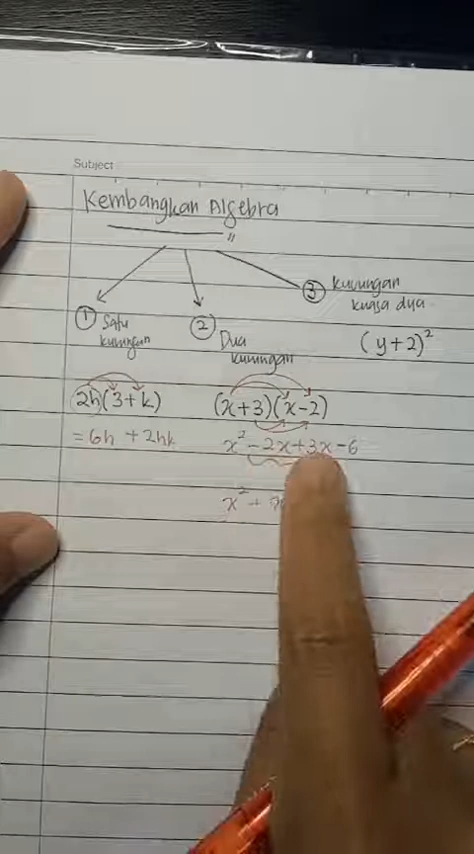 Subject
Kembangkan Algebra
① Satu kurungan
② Dua kurungan
③ kurungan kuasa dua
2h(3+k)
= 6h + 2hk
(x+3)(x-2)
x² - 2x + 3x - 6
x² +
(y+2)²